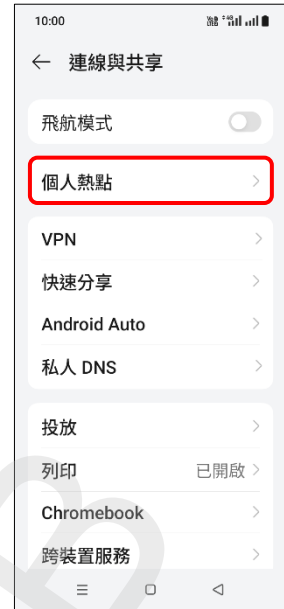 10:00
連線與共享
飛航模式
個人熱點
VPN
快速分享
Android Auto
私人 DNS
投放
列印 已開啟
Chromebook
跨裝置服務